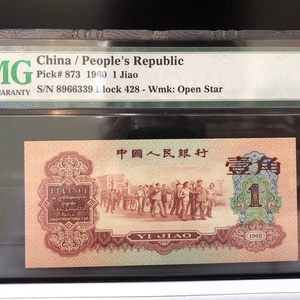 MG
GUARANTY
China / People's Republic
Pick# 873 1960 1 Jiao
S/N 8966339 Block 428 - Wmk: Open Star
中国人民银行
壹角
1
YI JIAO
1960